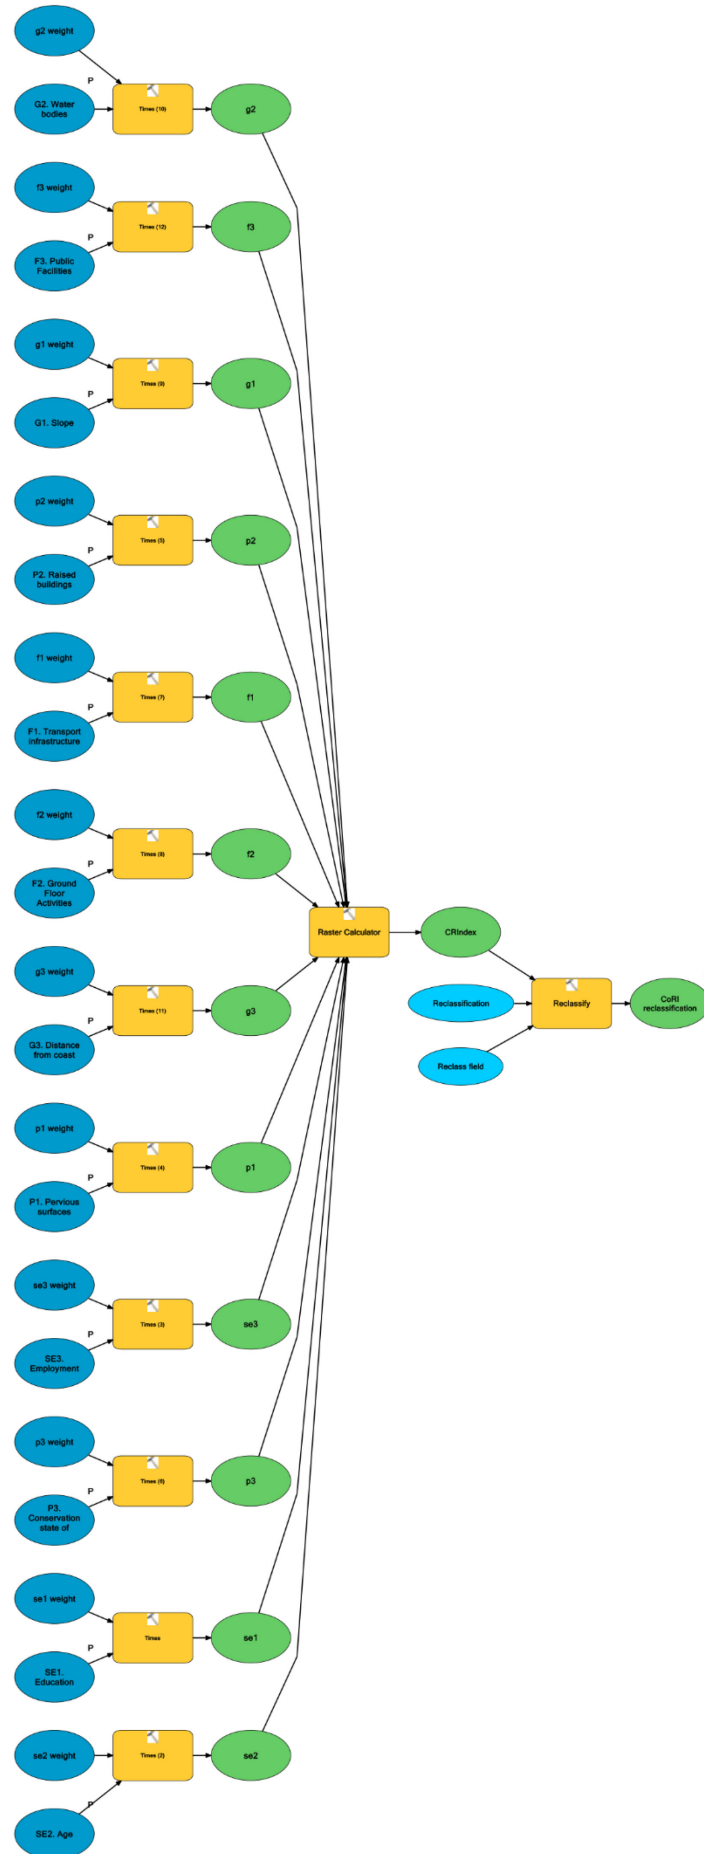 g2 weight
P
G2. Water
bodies
Times (10)
g2
f3 weight
P
F3. Public
Facilities
Times (12)
f3
g1 weight
P
G1. Slope
Times (9)
g1
p2 weight
P
P2. Raised
buildings
Times (5)
p2
f1 weight
P
F1. Transport
infrastructure
Times (7)
f1
f2 weight
P
F2. Ground
Floor
Activities
Times (8)
f2
Raster Calculator
CRIndex
g3 weight
P
G3. Distance
from coast
Times (11)
g3
Reclassification
Reclass field
Reclassify
CoRI
reclassification
p1 weight
P
P1. Pervious
surfaces
Times (4)
p1
se3 weight
P
SE3.
Employment
Times (3)
se3
p3 weight
P
P3.
Conservation
state of
Times (6)
p3
se1 weight
P
SE1.
Education
Times
se1
se2 weight
P
SE2. Age
Times (2)
se2